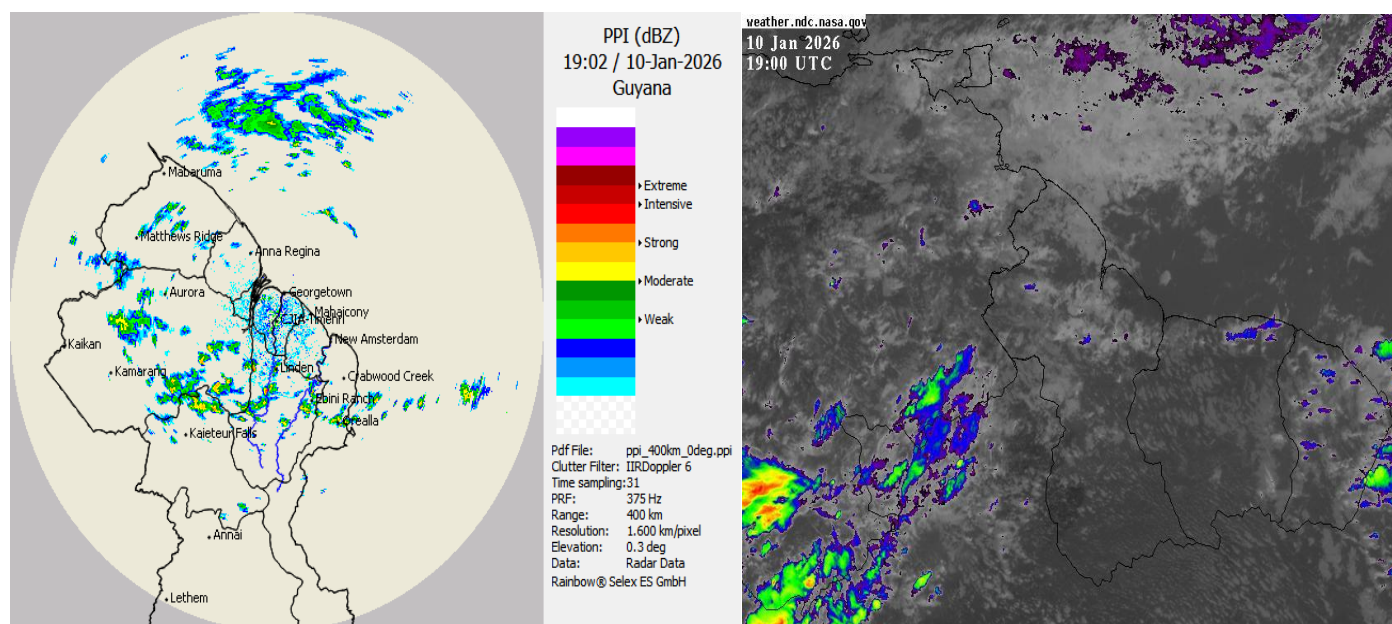 PPI (dBZ)
19:02 / 10-Jan-2026
Guyana
Extreme
Intensive
Strong
Moderate
Weak
Pdf File: ppi_400km_0deg.ppi
Clutter Filter: IIRDoppler 6
Time sampling:31
PRF: 375 Hz
Range: 400 km
Resolution: 1.600 km/pixel
Elevation: 0.3 deg
Data: Radar Data
Rainbow® Selex ES GmbH
Mabaruma
Matthews Ridge
Anna Regina
Aurora
Georgetown
Mahaicony
CJIA-Timehri
New Amsterdam
Kaikan
Kamarang
Linden
Crabwood Creek
Ebini Ranch
Orealla
Kaieteur Falls
Annai
Lethem
weather.ndc.nasa.gov
10 Jan 2026
19:00 UTC